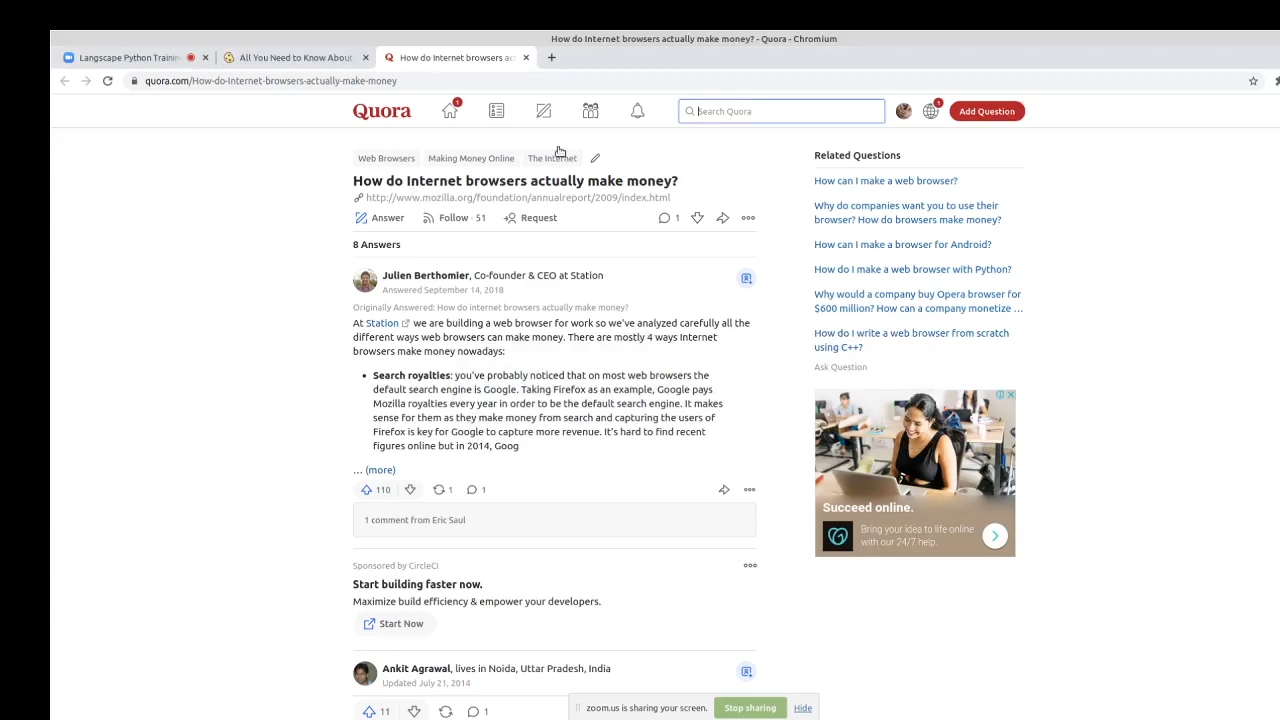 How do Internet browsers actually make money? - Quora - Chromium
Langscape Python Trainin
All You Need to Know About
How do Internet browsers ac
quora.com/How-do-Internet-browsers-actually-make-money
Quora
1
Search Quora
1
Add Question
Web Browsers
Making Money Online
The Internet
How do Internet browsers actually make money?
http://www.mozilla.org/foundation/annualreport/2009/index.html
Answer
Follow · 51
Request
1
8 Answers
Julien Berthomier, Co-founder & CEO at Station
Answered September 14, 2018
Originally Answered: How do internet browsers actually make money?
At Station we are building a web browser for work so we've analyzed carefully all the
different ways web browsers can make money. There are mostly 4 ways Internet
browsers make money nowadays:
• Search royalties: you've probably noticed that on most web browsers the
default search engine is Google. Taking Firefox as an example, Google pays
Mozilla royalties every year in order to be the default search engine. It makes
sense for them as they make money from search and capturing the users of
Firefox is key for Google to capture more revenue. It's hard to find recent
figures online but in 2014, Goog
… (more)
110
1
1
1 comment from Eric Saul
Sponsored by CircleCI
Start building faster now.
Maximize build efficiency & empower your developers.
Start Now
Ankit Agrawal, lives in Noida, Uttar Pradesh, India
Updated July 21, 2014
11
1
Related Questions
How can I make a web browser?
Why do companies want you to use their
browser? How do browsers make money?
How can I make a browser for Android?
How do I make a web browser with Python?
Why would a company buy Opera browser for
$600 million? How can a company monetize …
How do I write a web browser from scratch
using C++?
Ask Question
Succeed online.
Bring your idea to life online
with our 24/7 help.
zoom.us is sharing your screen.
Stop sharing
Hide